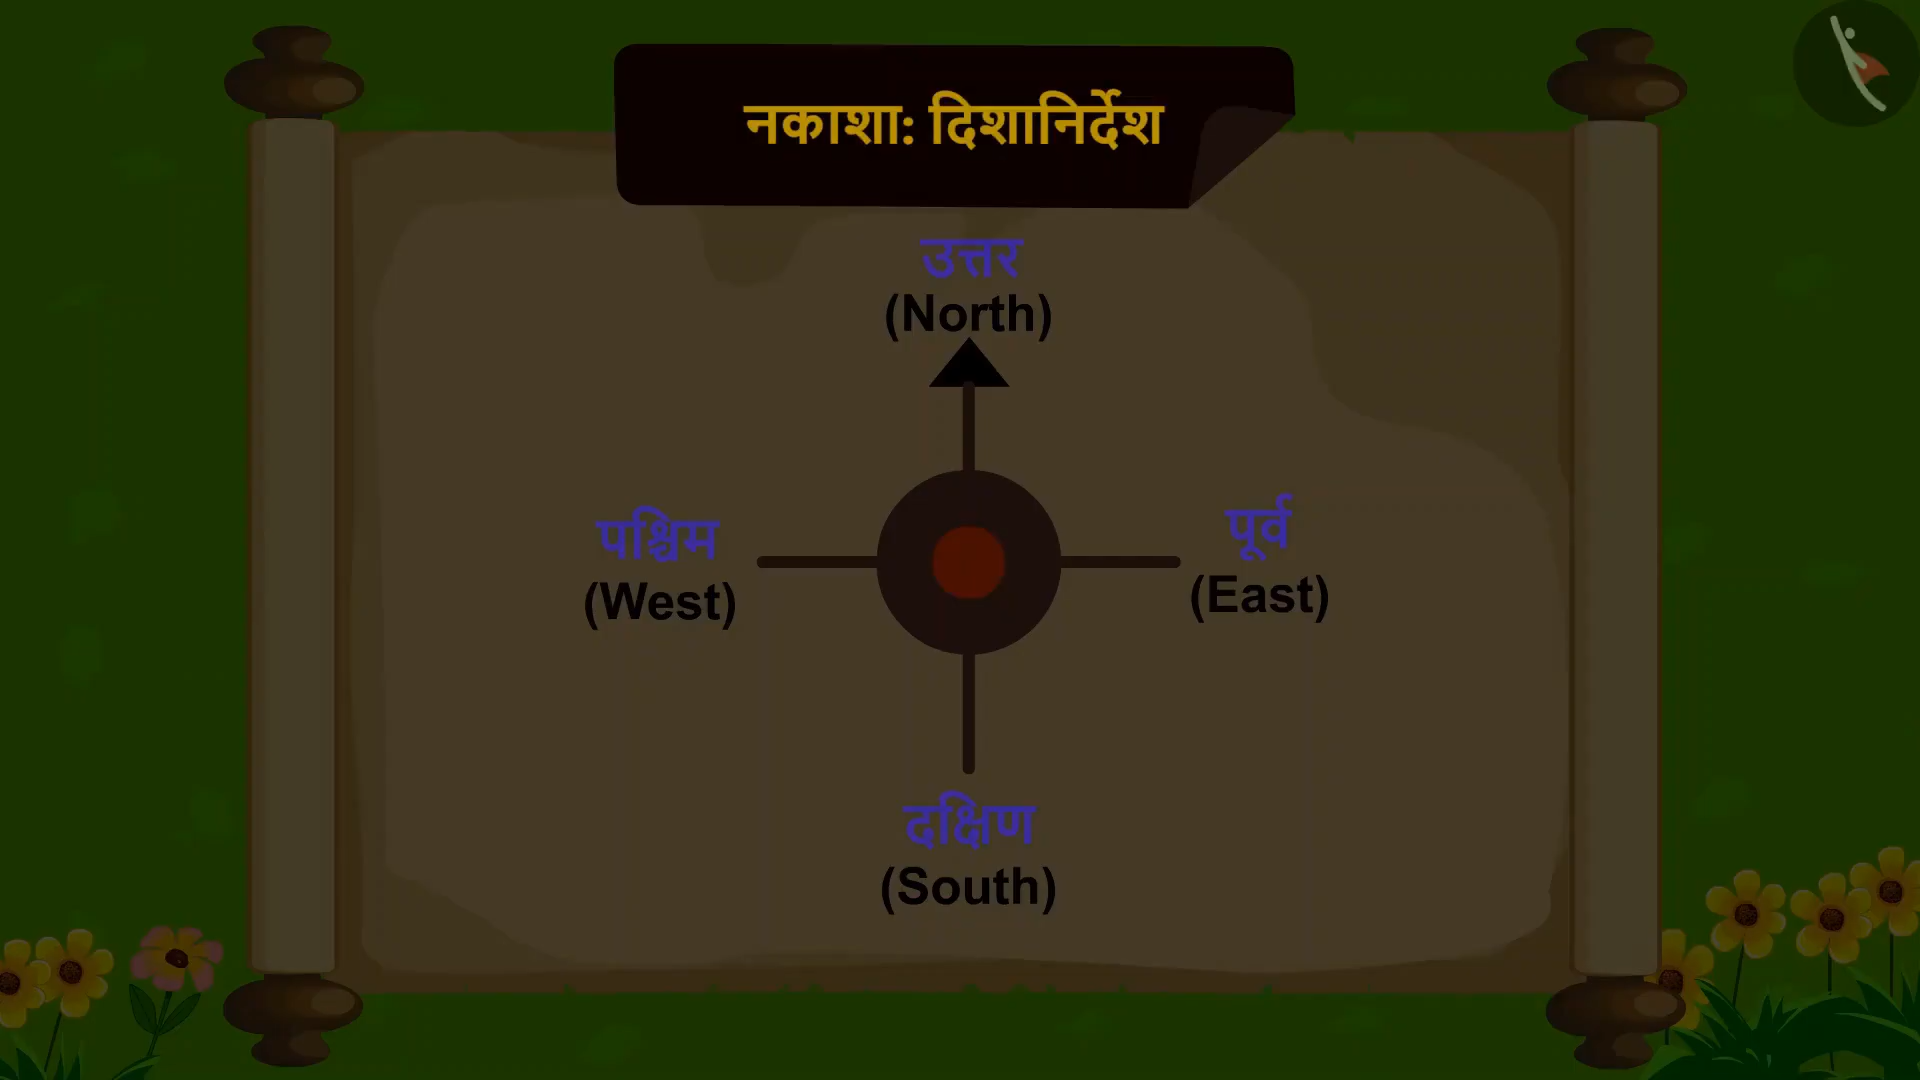 नकाशा: दिशानिर्देश
उत्तर
(North)
पश्चिम
(West)
पूर्व
(East)
दक्षिण
(South)